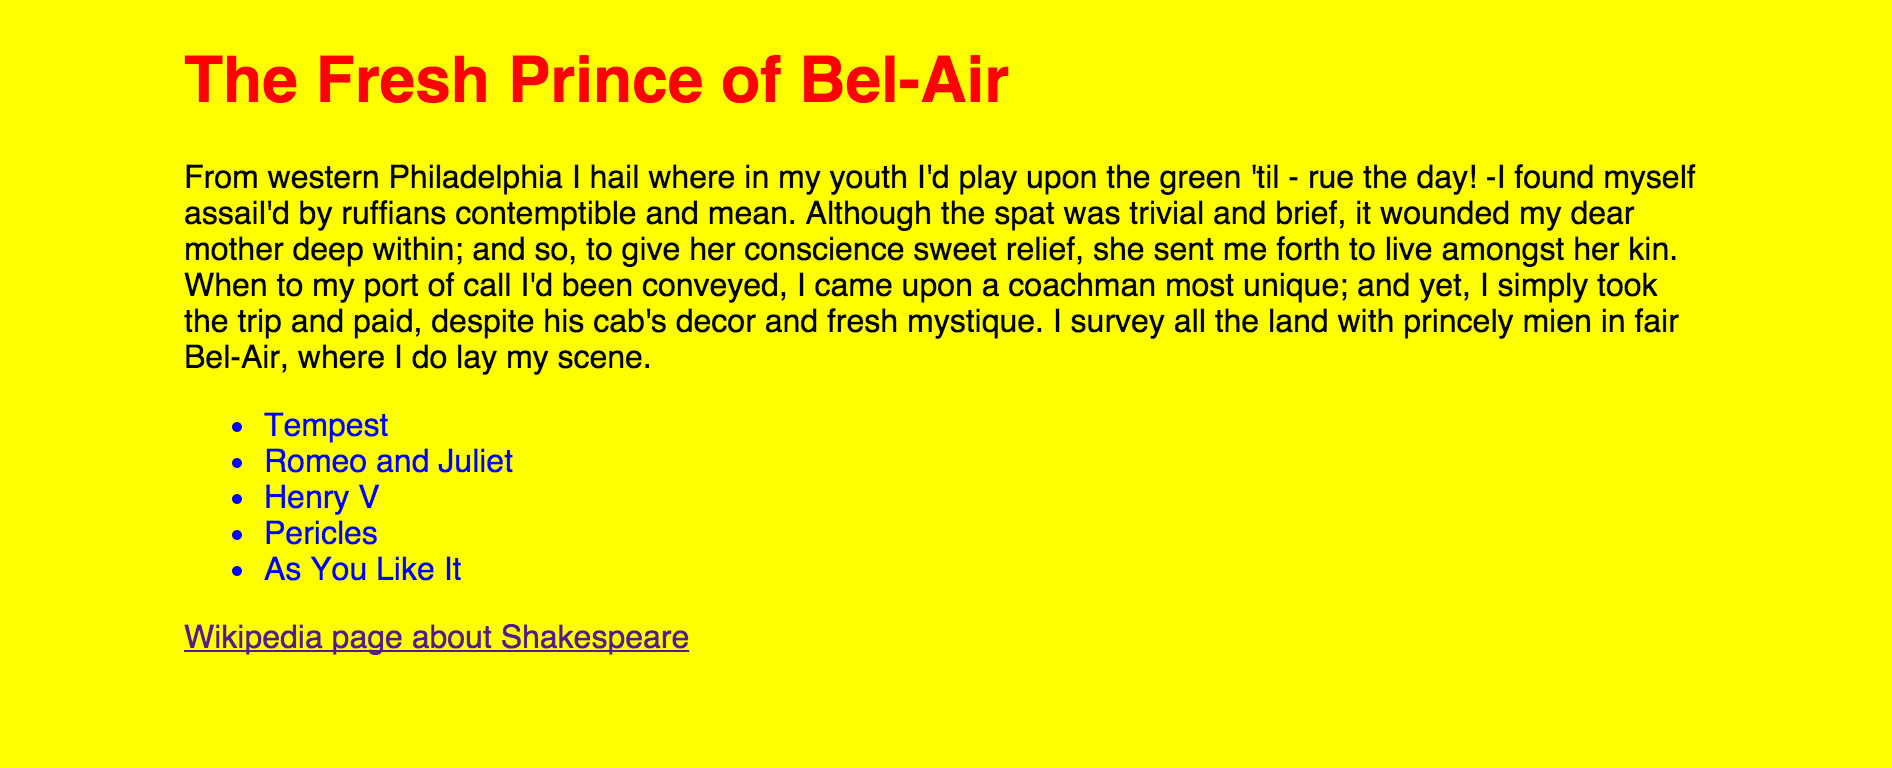 The Fresh Prince of Bel-Air
From western Philadelphia I hail where in my youth I'd play upon the green 'til - rue the day! -I found myself
assail'd by ruffians contemptible and mean. Although the spat was trivial and brief, it wounded my dear
mother deep within; and so, to give her conscience sweet relief, she sent me forth to live amongst her kin.
When to my port of call I'd been conveyed, I came upon a coachman most unique; and yet, I simply took
the trip and paid, despite his cab's decor and fresh mystique. I survey all the land with princely mien in fair
Bel-Air, where I do lay my scene.
• Tempest
• Romeo and Juliet
• Henry V
• Pericles
• As You Like It
Wikipedia page about Shakespeare